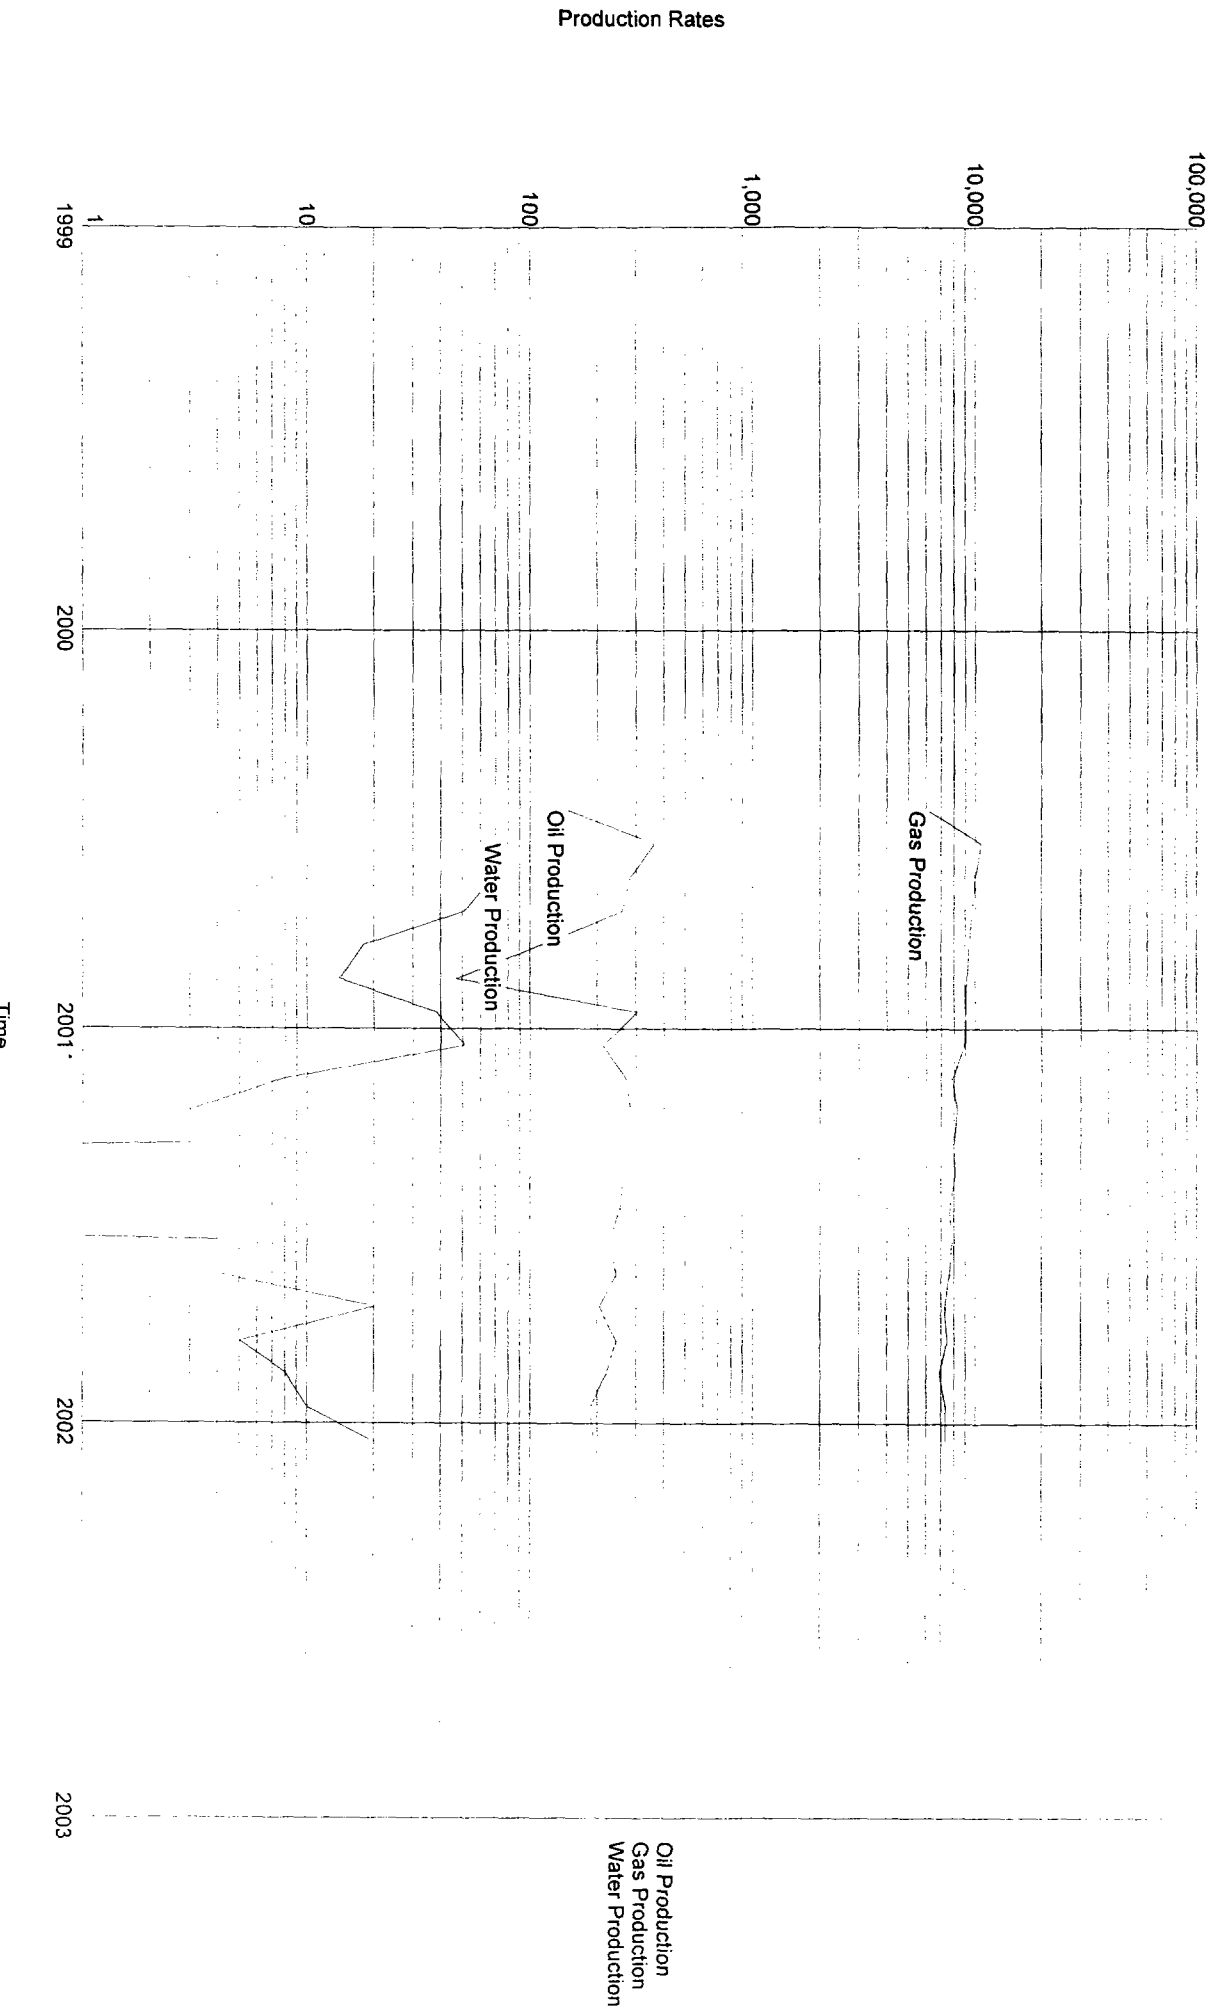 Production Rates
100,000
10,000
1,000
100
10
1
1999
2000
2001
2002
2003
Time
Gas Production
Oil Production
Water Production
Oil Production
Gas Production
Water Production